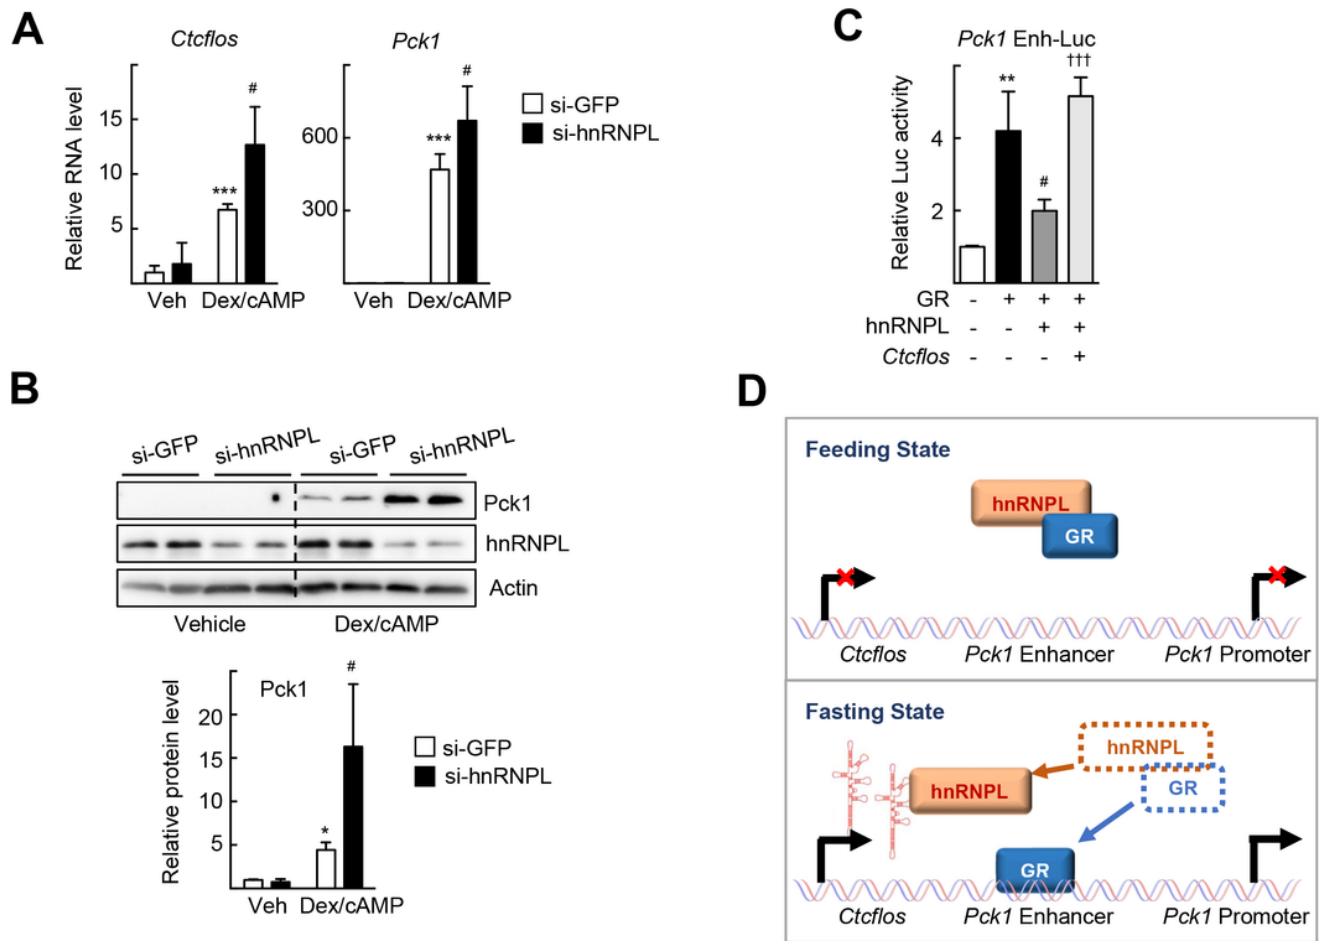 A
Ctcflos
Pck1
Relative RNA level
15
10
5
600
300
***
#
***
#
Veh Dex/cAMP
Veh Dex/cAMP
si-GFP
si-hnRNPL
C
Pck1 Enh-Luc
Relative Luc activity
4
2
**
#
†††
GR - + + +
hnRNPL - - + +
Ctcflos - - - +
B
si-GFP si-hnRNPL si-GFP si-hnRNPL
Pck1
hnRNPL
Actin
Vehicle Dex/cAMP
Relative protein level
Pck1
20
15
10
5
*
#
Veh Dex/cAMP
si-GFP
si-hnRNPL
D
Feeding State
hnRNPL
GR
Ctcflos Pck1 Enhancer Pck1 Promoter
Fasting State
hnRNPL
GR
hnRNPL
GR
Ctcflos Pck1 Enhancer Pck1 Promoter